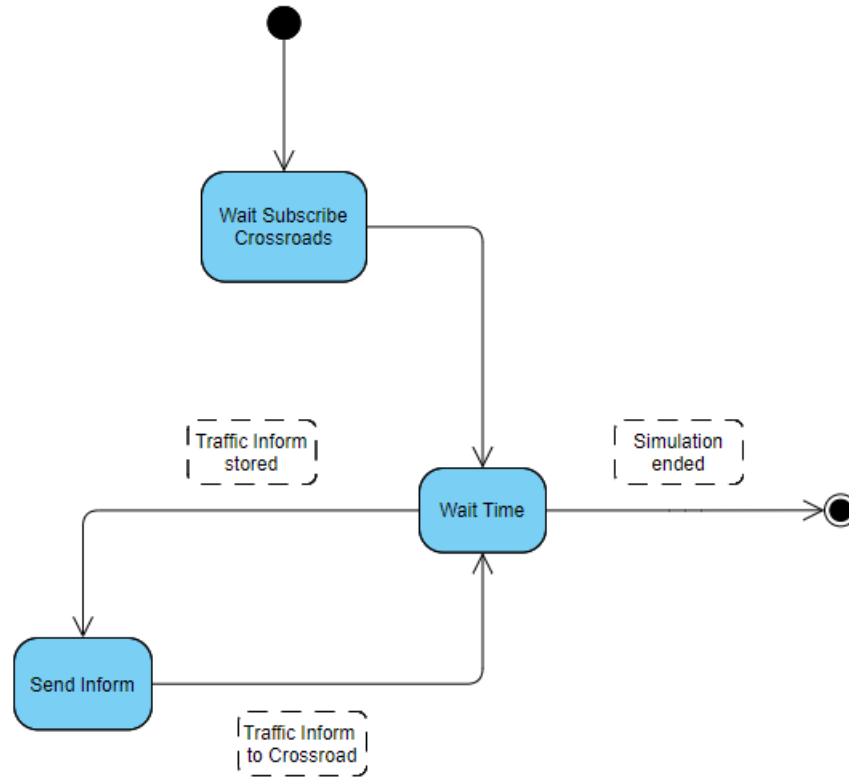 Wait Subscribe
Crossroads
Traffic Inform
stored
Simulation
ended
Wait Time
Send Inform
Traffic Inform
to Crossroad